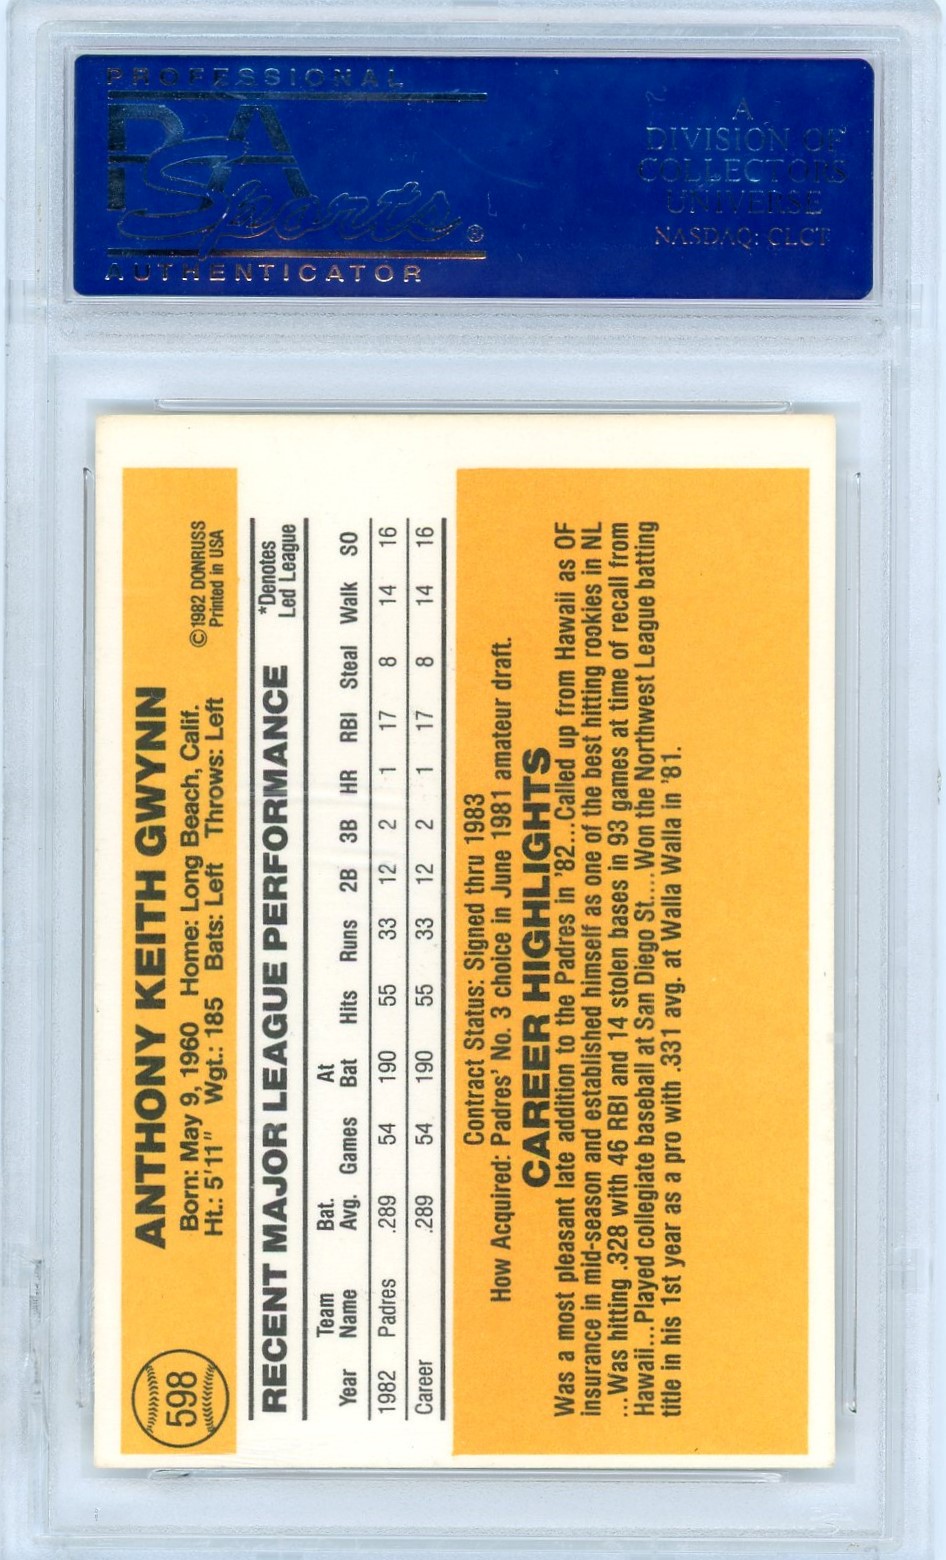 PROFESSIONAL
PSA
Sports®
AUTHENTICATOR
A
DIVISION OF
COLLECTORS
UNIVERSE
NASDAQ: CLCT
598
ANTHONY KEITH GWYNN
Born: May 9, 1960 Home: Long Beach, Calif.
Ht.: 5'11" Wgt.: 185 Bats: Left Throws: Left
©1982 DONRUSS
Printed in USA
RECENT MAJOR LEAGUE PERFORMANCE
*Denotes
Led League
Year Team Name Bat. Avg. Games At Bat Hits Runs 2B 3B HR RBI Steal Walk SO
1982 Padres .289 54 190 55 33 12 2 1 17 8 14 16
Career .289 54 190 55 33 12 2 1 17 8 14 16
Contract Status: Signed thru 1983
How Acquired: Padres' No. 3 choice in June 1981 amateur draft.
CAREER HIGHLIGHTS
Was a most pleasant late addition to the Padres in '82...Called up from Hawaii as OF
insurance in mid-season and established himself as one of the best hitting rookies in NL
...Was hitting .328 with 46 RBI and 14 stolen bases in 93 games at time of recall from
Hawaii...Played collegiate baseball at San Diego St....Won the Northwest League batting
title in his 1st year as a pro with .331 avg. at Walla Walla in '81.